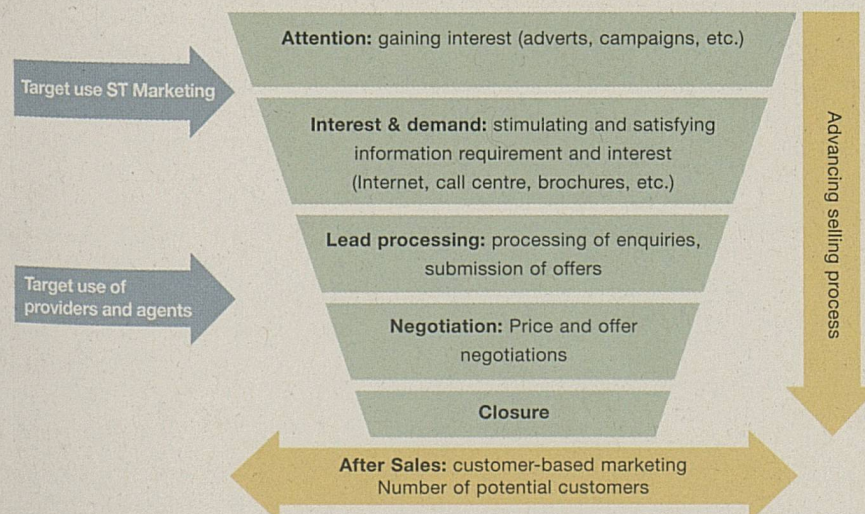 Attention: gaining interest (adverts, campaigns, etc.)
Target use ST Marketing
Interest & demand: stimulating and satisfying
information requirement and interest
(Internet, call centre, brochures, etc.)
Lead processing: processing of enquiries,
submission of offers
Target use of
providers and agents
Negotiation: Price and offer
negotiations
Closure
After Sales: customer-based marketing
Number of potential customers
Advancing selling process